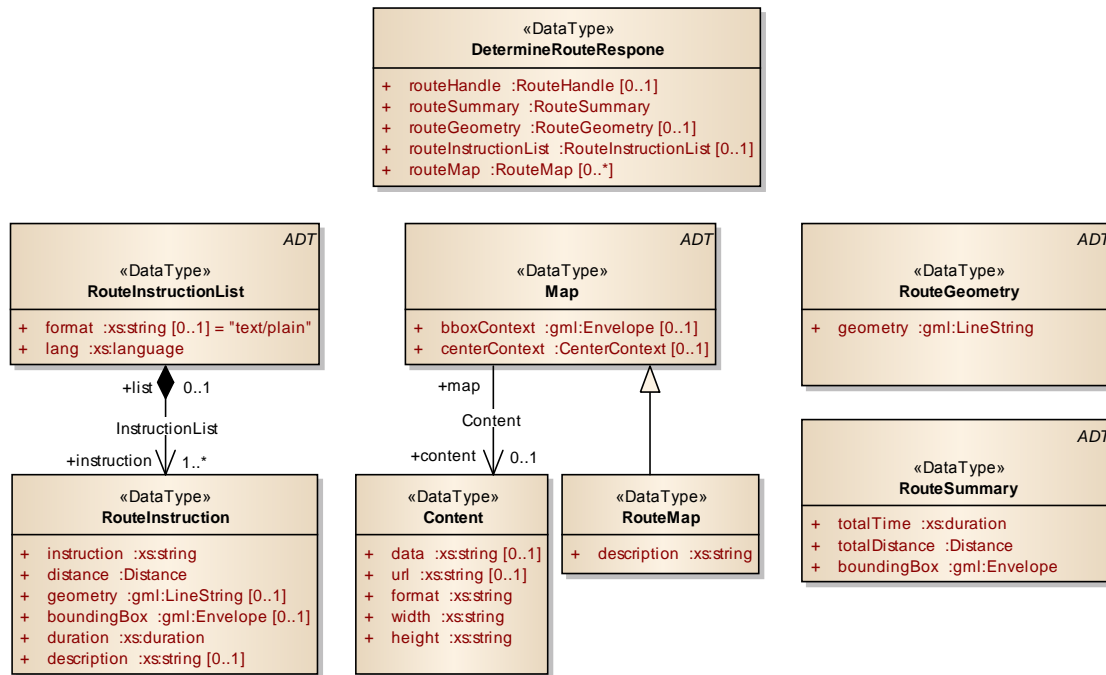 «DataType»
DetermineRouteRespone
+ routeHandle :RouteHandle [0..1]
+ routeSummary :RouteSummary
+ routeGeometry :RouteGeometry [0..1]
+ routeInstructionList :RouteInstructionList [0..1]
+ routeMap :RouteMap [0..*]
ADT
«DataType»
RouteInstructionList
+ format :xs:string [0..1] = "text/plain"
+ lang :xs:language
ADT
«DataType»
Map
+ bboxContext :gml:Envelope [0..1]
+ centerContext :CenterContext [0..1]
ADT
«DataType»
RouteGeometry
+ geometry :gml:LineString
+list 0..1
InstructionList
+instruction 1..*
+map
Content
+content 0..1
«DataType»
RouteInstruction
+ instruction :xs:string
+ distance :Distance
+ geometry :gml:LineString [0..1]
+ boundingBox :gml:Envelope [0..1]
+ duration :xs:duration
+ description :xs:string [0..1]
«DataType»
Content
+ data :xs:string [0..1]
+ url :xs:string [0..1]
+ format :xs:string
+ width :xs:string
+ height :xs:string
«DataType»
RouteMap
+ description :xs:string
ADT
«DataType»
RouteSummary
+ totalTime :xs:duration
+ totalDistance :Distance
+ boundingBox :gml:Envelope